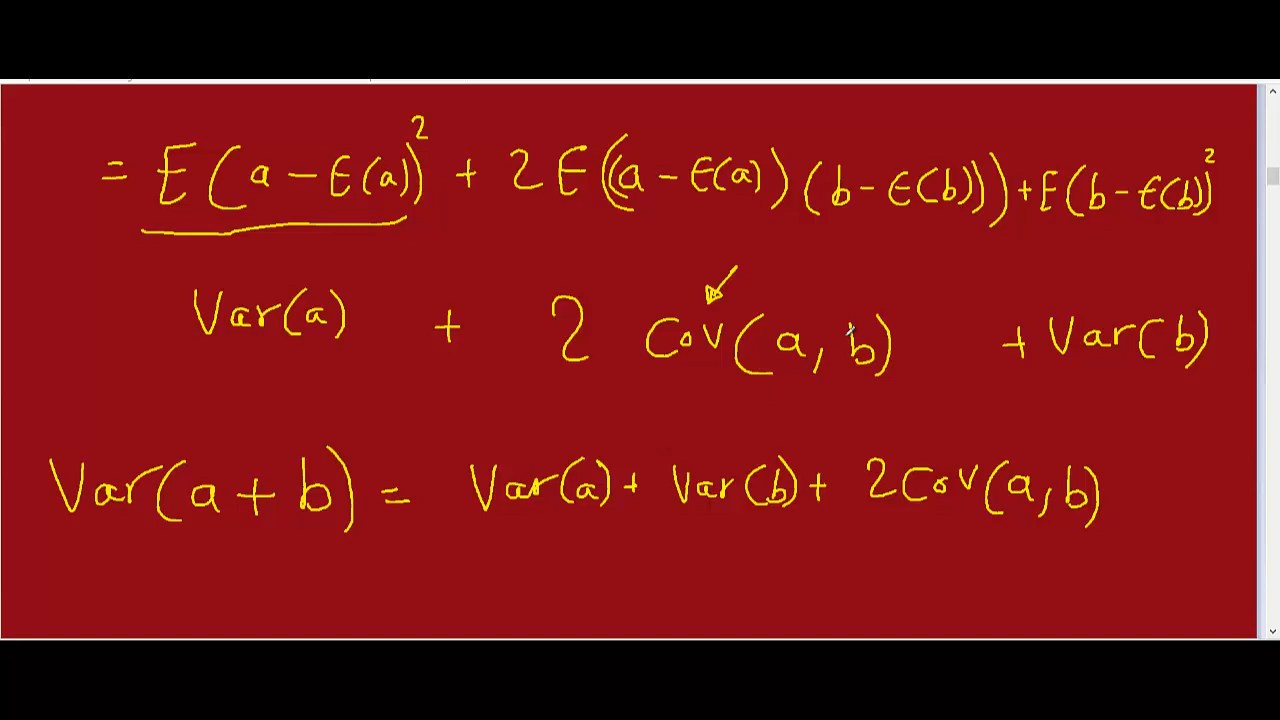 = E(a - E(a))² + 2E((a - E(a))(b - E(b))) + E(b - E(b))²
Var(a) + 2 Cov(a, b) + Var(b)
Var(a + b) = Var(a) + Var(b) + 2Cov(a, b)